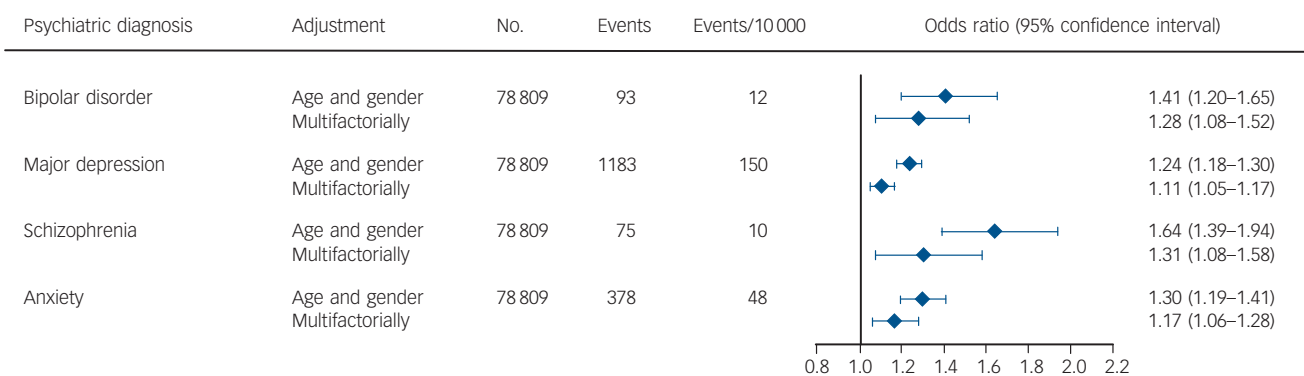 Psychiatric diagnosis Adjustment No. Events Events/10 000 Odds ratio (95% confidence interval)
Bipolar disorder Age and gender 78 809 93 12 1.41 (1.20–1.65)
Multifactorially 1.28 (1.08–1.52)
Major depression Age and gender 78 809 1183 150 1.24 (1.18–1.30)
Multifactorially 1.11 (1.05–1.17)
Schizophrenia Age and gender 78 809 75 10 1.64 (1.39–1.94)
Multifactorially 1.31 (1.08–1.58)
Anxiety Age and gender 78 809 378 48 1.30 (1.19–1.41)
Multifactorially 1.17 (1.06–1.28)
0.8 1.0 1.2 1.4 1.6 1.8 2.0 2.2